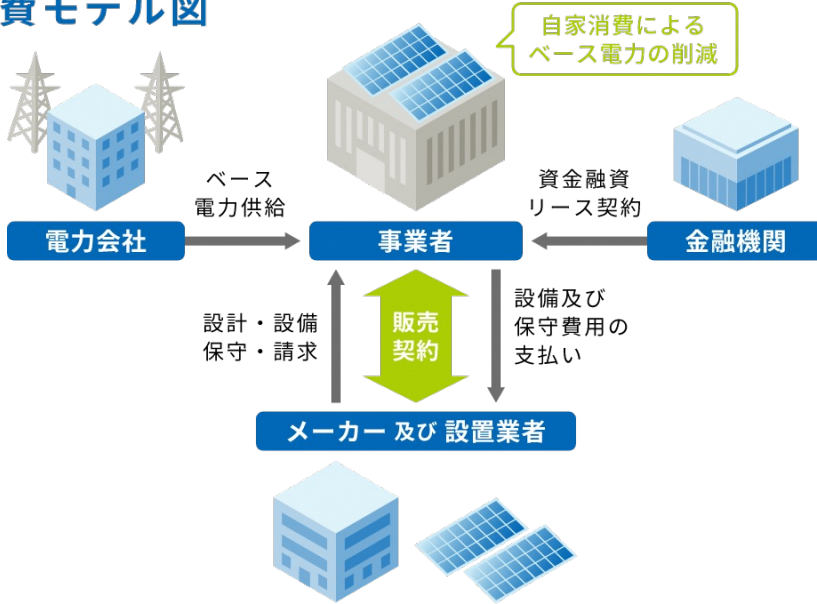 費モデル図
自家消費による
ベース電力の削減
ベース
電力供給
資金融資
リース契約
電力会社
事業者
金融機関
設計・設備
保守・請求
販売
契約
設備及び
保守費用の
支払い
メーカー 及び 設置業者